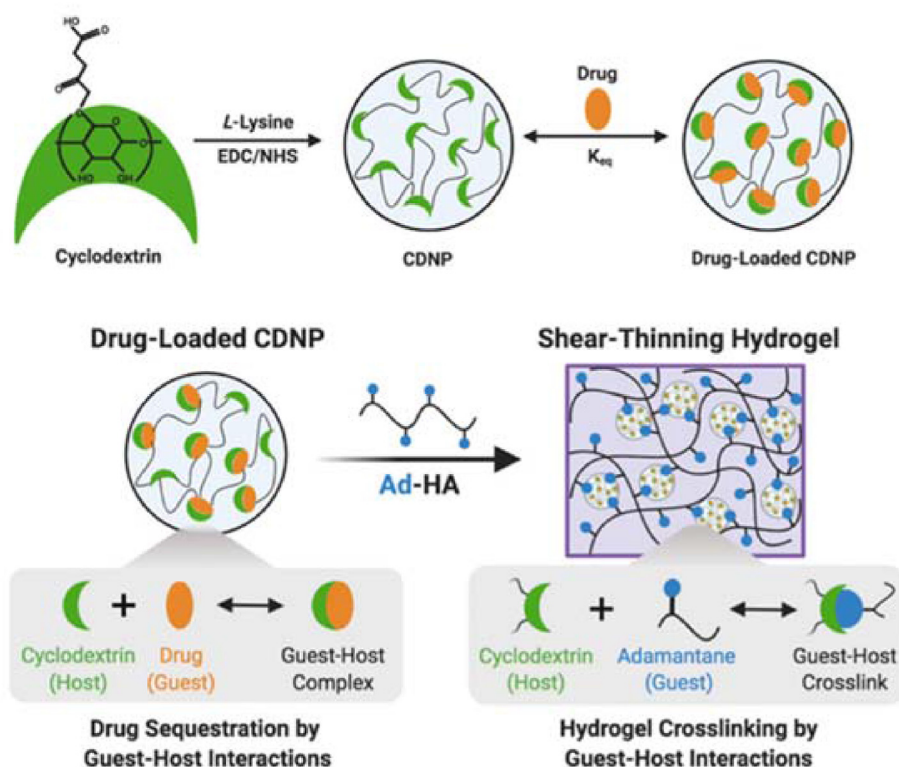 HO
O
O
O
O
O
HO
OH
L-Lysine
EDC/NHS
Drug
Keq
Cyclodextrin
CDNP
Drug-Loaded CDNP
Drug-Loaded CDNP
Shear-Thinning Hydrogel
Ad-HA
+
Cyclodextrin
(Host)
Drug
(Guest)
Guest-Host
Complex
+
Cyclodextrin
(Host)
Adamantane
(Guest)
Guest-Host
Crosslink
Drug Sequestration by
Guest-Host Interactions
Hydrogel Crosslinking by
Guest-Host Interactions